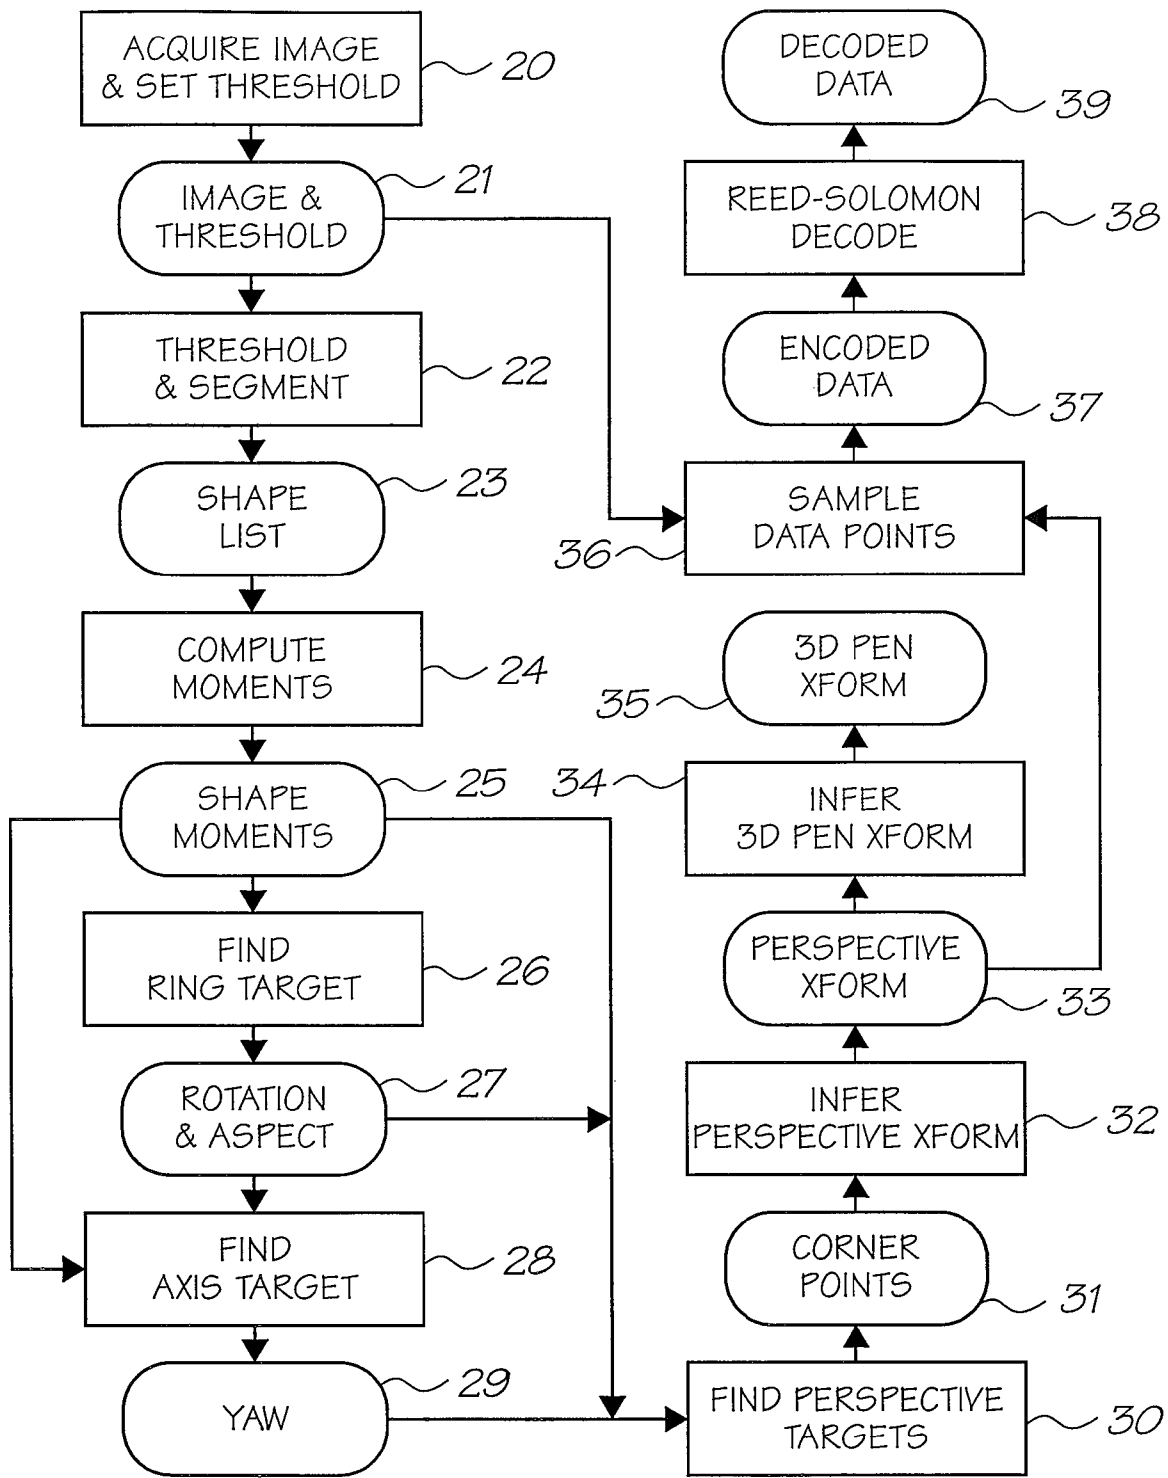 ACQUIRE IMAGE
& SET THRESHOLD
20
IMAGE &
THRESHOLD
21
THRESHOLD
& SEGMENT
22
SHAPE
LIST
23
COMPUTE
MOMENTS
24
SHAPE
MOMENTS
25
FIND
RING TARGET
26
ROTATION
& ASPECT
27
FIND
AXIS TARGET
28
YAW
29
DECODED
DATA
39
REED-SOLOMON
DECODE
38
ENCODED
DATA
37
SAMPLE
DATA POINTS
36
3D PEN
XFORM
35
34
INFER
3D PEN XFORM
PERSPECTIVE
XFORM
33
INFER
PERSPECTIVE XFORM
32
CORNER
POINTS
31
FIND PERSPECTIVE
TARGETS
30